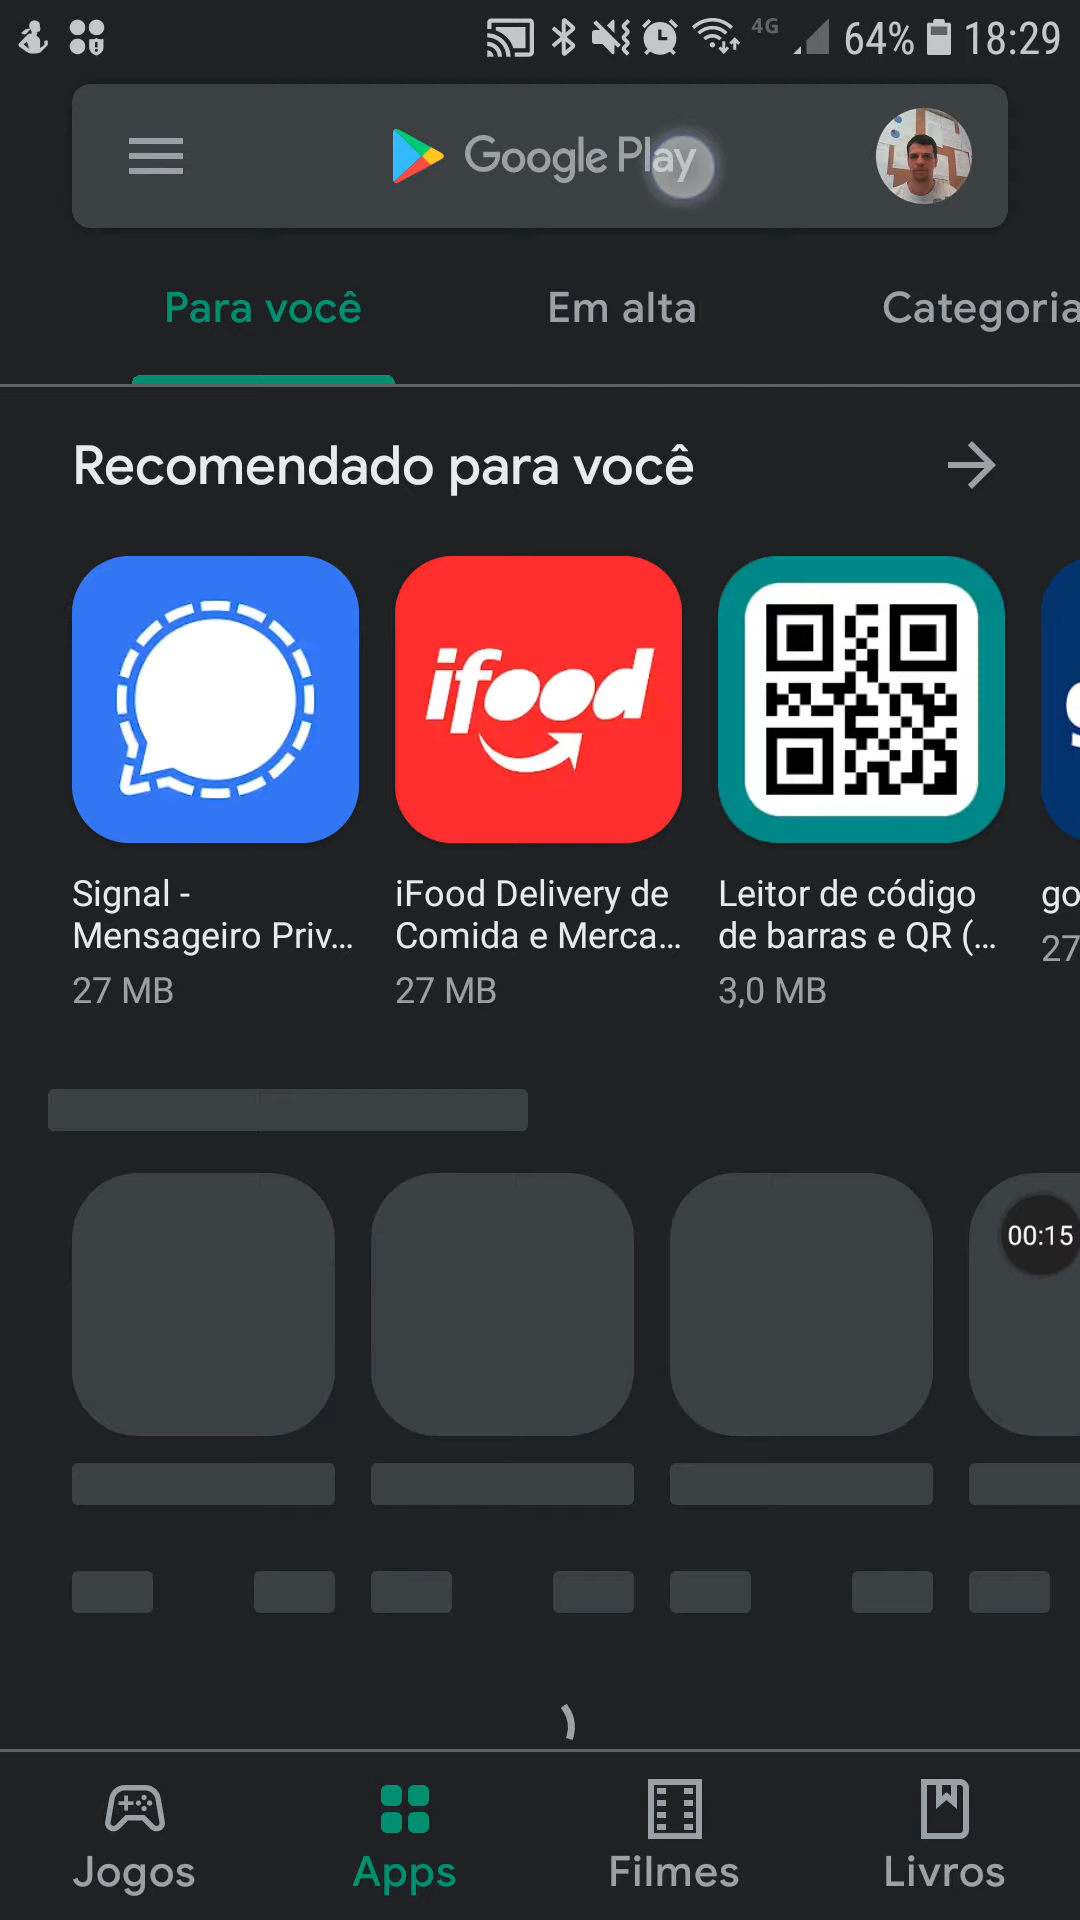 4G 64% 18:29
Google Play
Para você Em alta Categoria
Recomendado para você
ifood
Signal -
Mensageiro Priv...
27 MB
iFood Delivery de
Comida e Merca...
27 MB
Leitor de código
de barras e QR (...
3,0 MB
go
27
00:15
Jogos Apps Filmes Livros